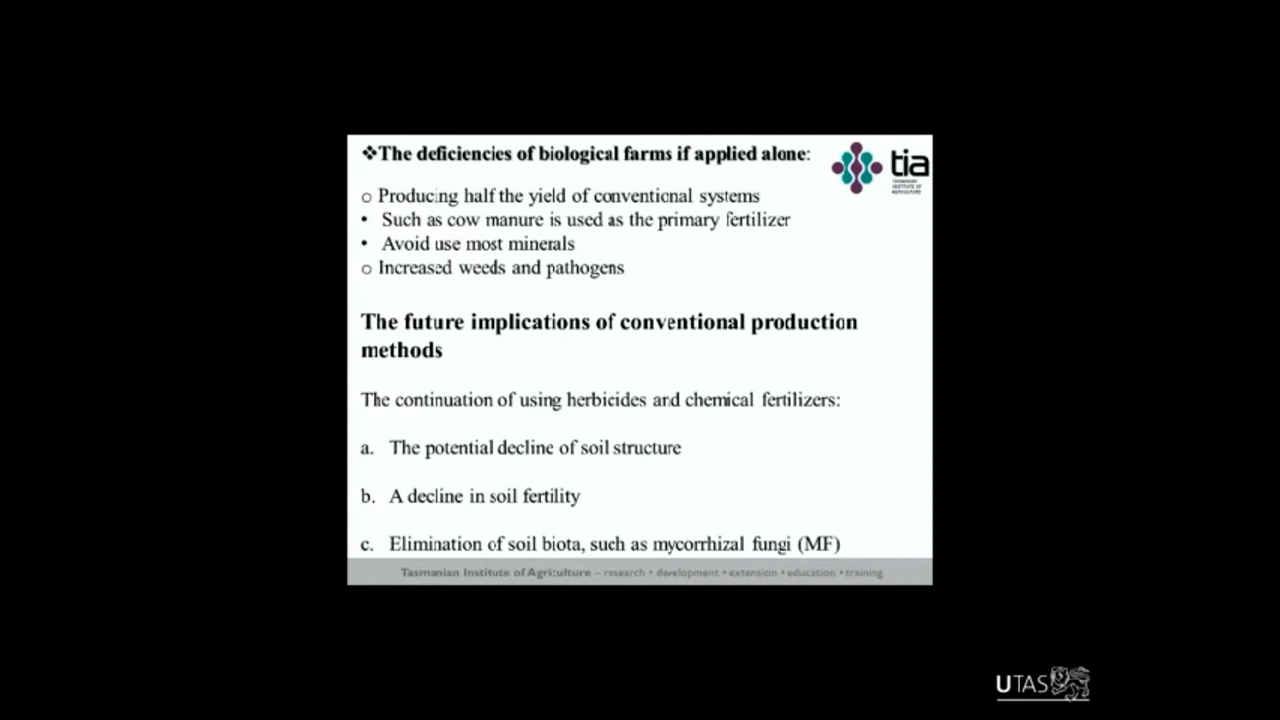 ❖The deficiencies of biological farms if applied alone:
tia
TASMANIAN
INSTITUTE OF
AGRICULTURE
o Producing half the yield of conventional systems
• Such as cow manure is used as the primary fertilizer
• Avoid use most minerals
o Increased weeds and pathogens
The future implications of conventional production
methods
The continuation of using herbicides and chemical fertilizers:
a. The potential decline of soil structure
b. A decline in soil fertility
c. Elimination of soil biota, such as mycorrhizal fungi (MF)
Tasmanian Institute of Agriculture – research • development • extension • education • training
UTAS